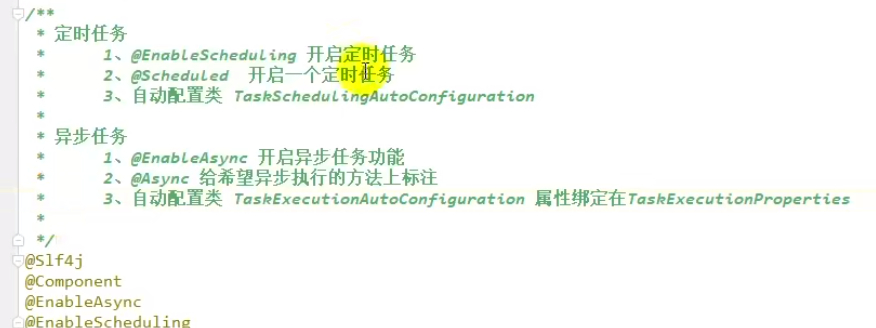 /**
 * 定时任务
 *      1、@EnableScheduling 开启定时任务
 *      2、@Scheduled  开启一个定时任务
 *      3、自动配置类 TaskSchedulingAutoConfiguration
 *
 * 异步任务
 *      1、@EnableAsync 开启异步任务功能
 *      2、@Async 给希望异步执行的方法上标注
 *      3、自动配置类 TaskExecutionAutoConfiguration 属性绑定在TaskExecutionProperties
 *
 */
@Slf4j
@Component
@EnableAsync
@EnableScheduling